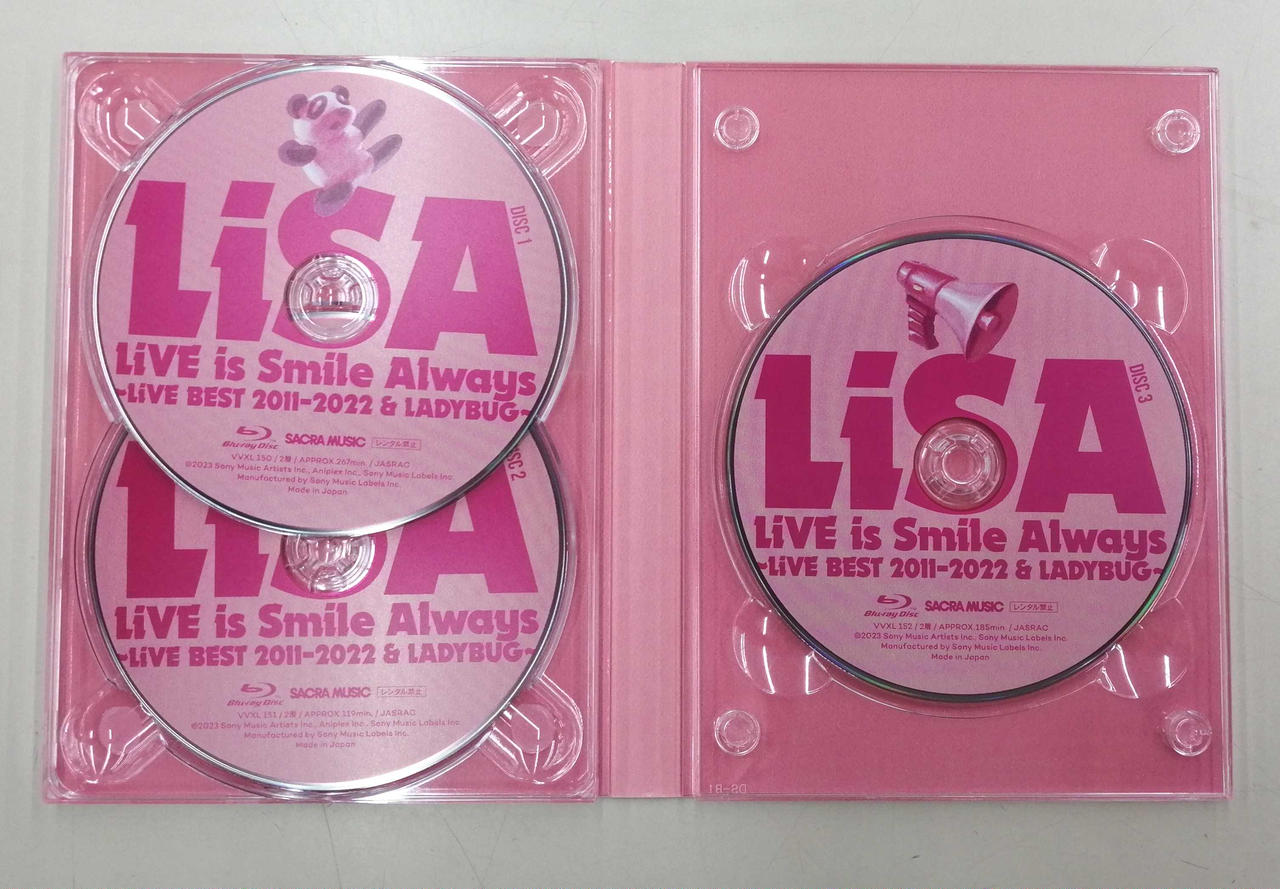 LiSA
DISC 1
LiVE is Smile Always
~LiVE BEST 2011-2022 & LADYBUG~
Blu-ray Disc SACRA MUSIC レンタル禁止
VVXL 150 / 2層 / APPROX.267min. / JASRAC
©2023 Sony Music Artists Inc., Aniplex Inc., Sony Music Labels Inc.
Manufactured by Sony Music Labels Inc.
Made in Japan
LiSA
SC 2
LiVE is Smile Always
~LiVE BEST 2011-2022 & LADYBUG~
Blu-ray Disc SACRA MUSIC レンタル禁止
VVXL 151 / 2層 / APPROX.119min. / JASRAC
©2023 Sony Music Artists Inc., Aniplex Inc., Sony Music Labels Inc.
Manufactured by Sony Music Labels Inc.
Made in Japan
LiSA
DISC 3
LiVE is Smile Always
~LiVE BEST 2011-2022 & LADYBUG~
Blu-ray Disc SACRA MUSIC レンタル禁止
VVXL 152 / 2層 / APPROX.185min. / JASRAC
©2023 Sony Music Artists Inc., Sony Music Labels Inc.
Manufactured by Sony Music Labels Inc.
Made in Japan
DS-B1